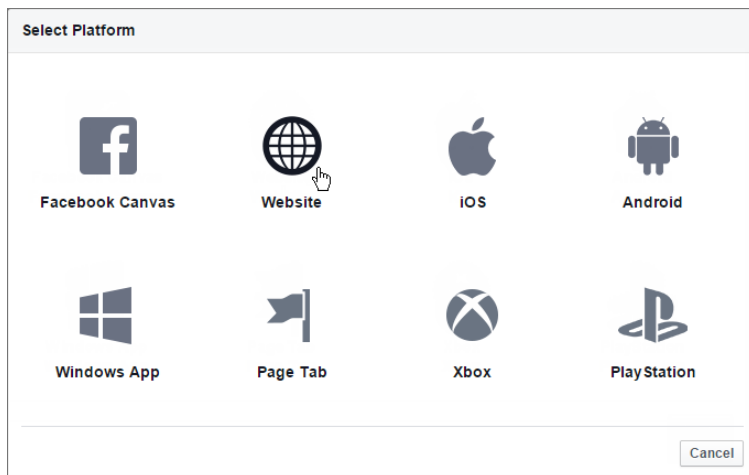 Select Platform
Facebook Canvas
Website
iOS
Android
Windows App
Page Tab
Xbox
PlayStation
Cancel